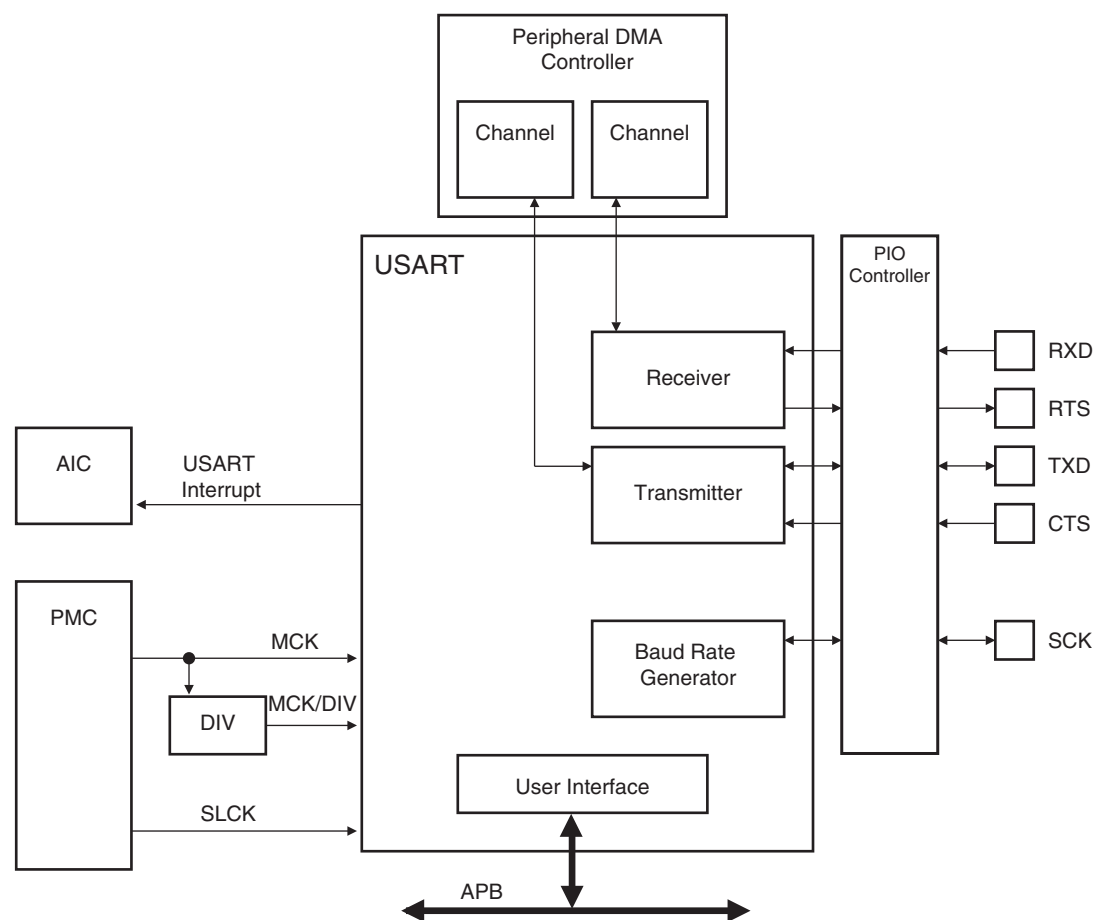 Peripheral DMA
Controller
Channel
Channel
USART
PIO
Controller
Receiver
RXD
RTS
AIC
USART
Interrupt
Transmitter
TXD
CTS
PMC
MCK
Baud Rate
Generator
SCK
DIV
MCK/DIV
User Interface
SLCK
APB